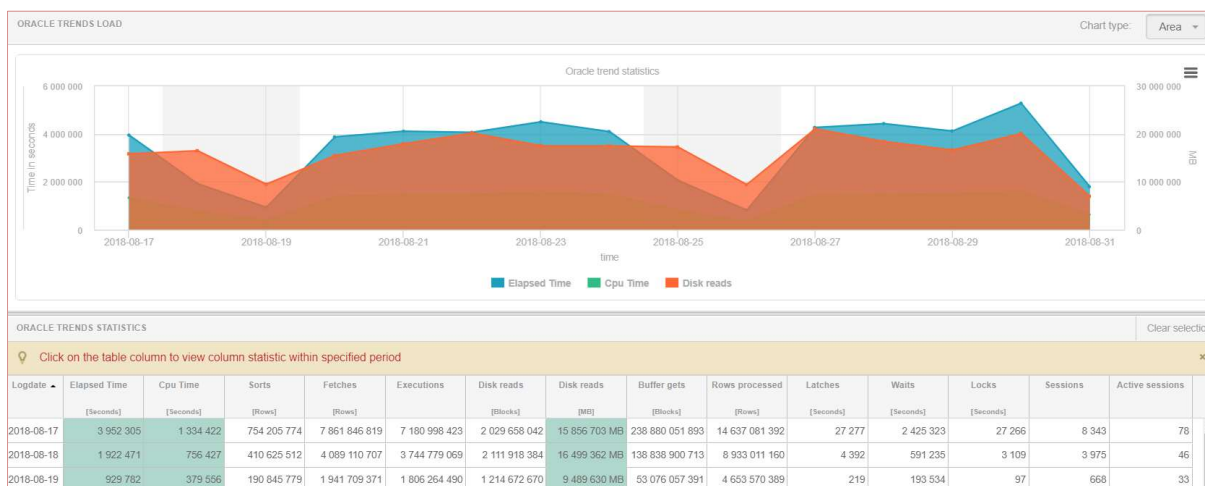 ORACLE TRENDS LOAD Chart type: Area
Oracle trend statistics
6 000 000 30 000 000
4 000 000 20 000 000
2 000 000 10 000 000
0 0
Time in seconds
MB
2018-08-17 2018-08-19 2018-08-21 2018-08-23 2018-08-25 2018-08-27 2018-08-29 2018-08-31
time
Elapsed Time Cpu Time Disk reads
ORACLE TRENDS STATISTICS Clear selectio
Click on the table column to view column statistic within specified period ×
Logdate Elapsed Time Cpu Time Sorts Fetches Executions Disk reads Disk reads Buffer gets Rows processed Latches Waits Locks Sessions Active sessions
[Seconds] [Seconds] [Rows] [Rows] [Blocks] [MB] [Blocks] [Rows] [Seconds] [Seconds] [Seconds]
2018-08-17 3 952 305 1 334 422 754 205 774 7 861 846 819 7 180 998 423 2 029 658 042 15 856 703 MB 238 880 051 893 14 637 081 392 27 277 2 425 323 27 266 8 343 78
2018-08-18 1 922 471 756 427 410 625 512 4 089 110 707 3 744 779 069 2 111 918 384 16 499 362 MB 138 838 900 713 8 933 011 160 4 392 591 235 3 109 3 975 46
2018-08-19 929 782 379 556 190 845 779 1 941 709 371 1 806 264 490 1 214 672 670 9 489 630 MB 53 076 057 391 4 653 570 389 219 193 534 97 668 33